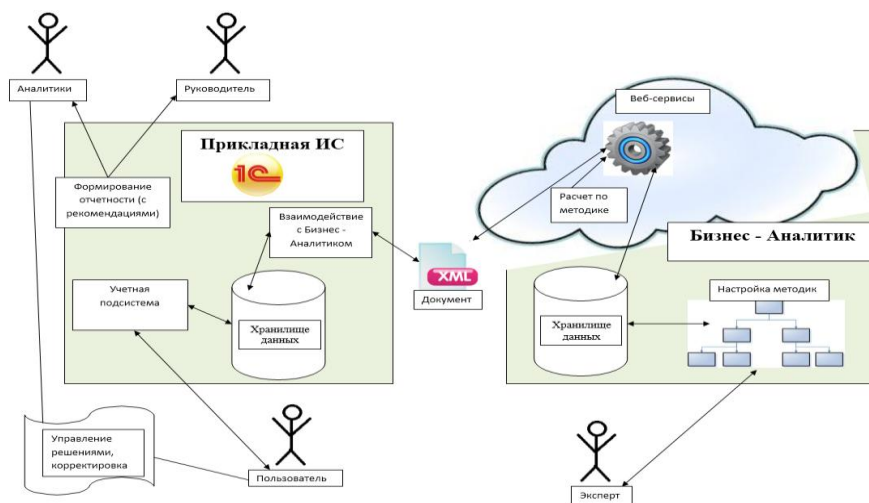 Аналитики
Руководитель
Веб-сервисы
Прикладная ИС
1С
Формирование
отчетности (с
рекомендациями)
Взаимодействие
с Бизнес -
Аналитиком
Расчет по
методике
Бизнес - Аналитик
XML
Документ
Учетная
подсистема
Хранилище
данных
Хранилище
данных
Настройка методик
Управление
решениями,
корректировка
Пользователь
Эксперт